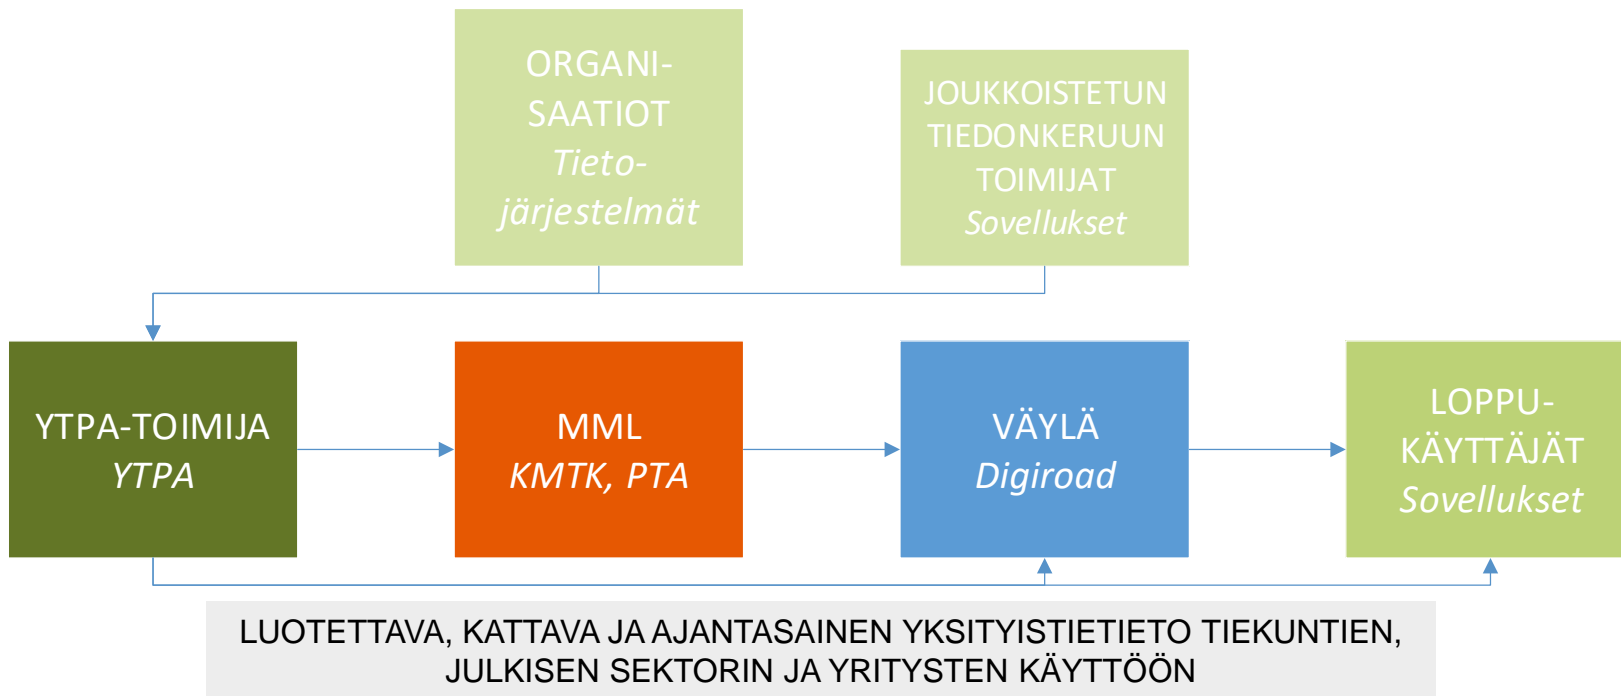 ORGANI-
SAATIOT
Tieto-
järjestelmät
JOUKKOISTETUN
TIEDONKERUUN
TOIMIJAT
Sovellukset
YTPA-TOIMIJA
YTPA
MML
KMTK, PTA
VÄYLÄ
Digiroad
LOPPU-
KÄYTTÄJÄT
Sovellukset
LUOTETTAVA, KATTAVA JA AJANTASAINEN YKSITYISTIETIETO TIEKUNTIEN,
JULKISEN SEKTORIN JA YRITYSTEN KÄYTTÖÖN